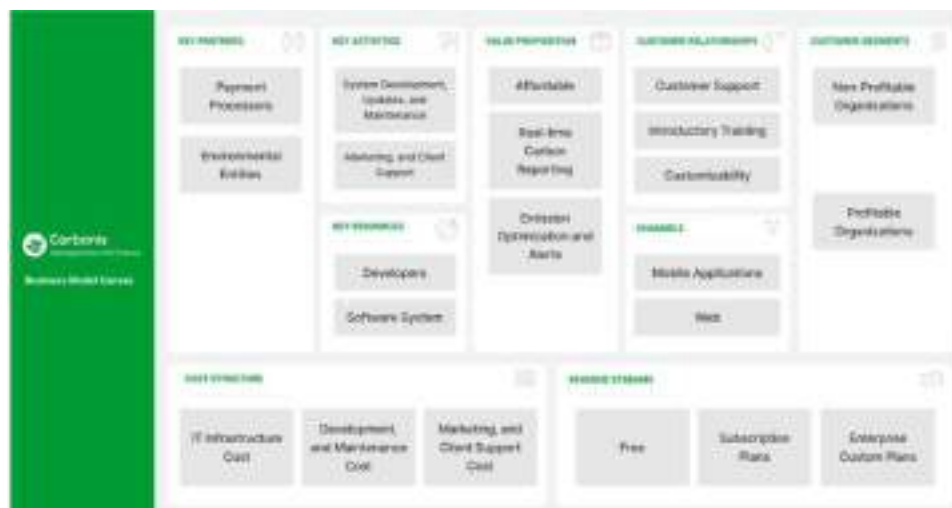 KEY PARTNERS
Payment
Processors
Environmental
Entities
KEY ACTIVITIES
System Development,
Updates, and
Maintenance
Marketing, and Client
Support
KEY RESOURCES
Developers
Software System
VALUE PROPOSITION
Affordable
Real-time
Carbon
Reporting
Emission
Optimization and
Alerts
CUSTOMER RELATIONSHIPS
Customer Support
Introductory Training
Customizability
CHANNELS
Mobile Applications
Web
CUSTOMER SEGMENTS
Non Profitable
Organizations
Profitable
Organizations
Carbonis
Business Model Canvas
COST STRUCTURE
IT Infrastructure
Cost
Development,
and Maintenance
Cost
Marketing, and
Client Support
Cost
REVENUE STREAMS
Free
Subscription
Plans
Enterprise
Custom Plans